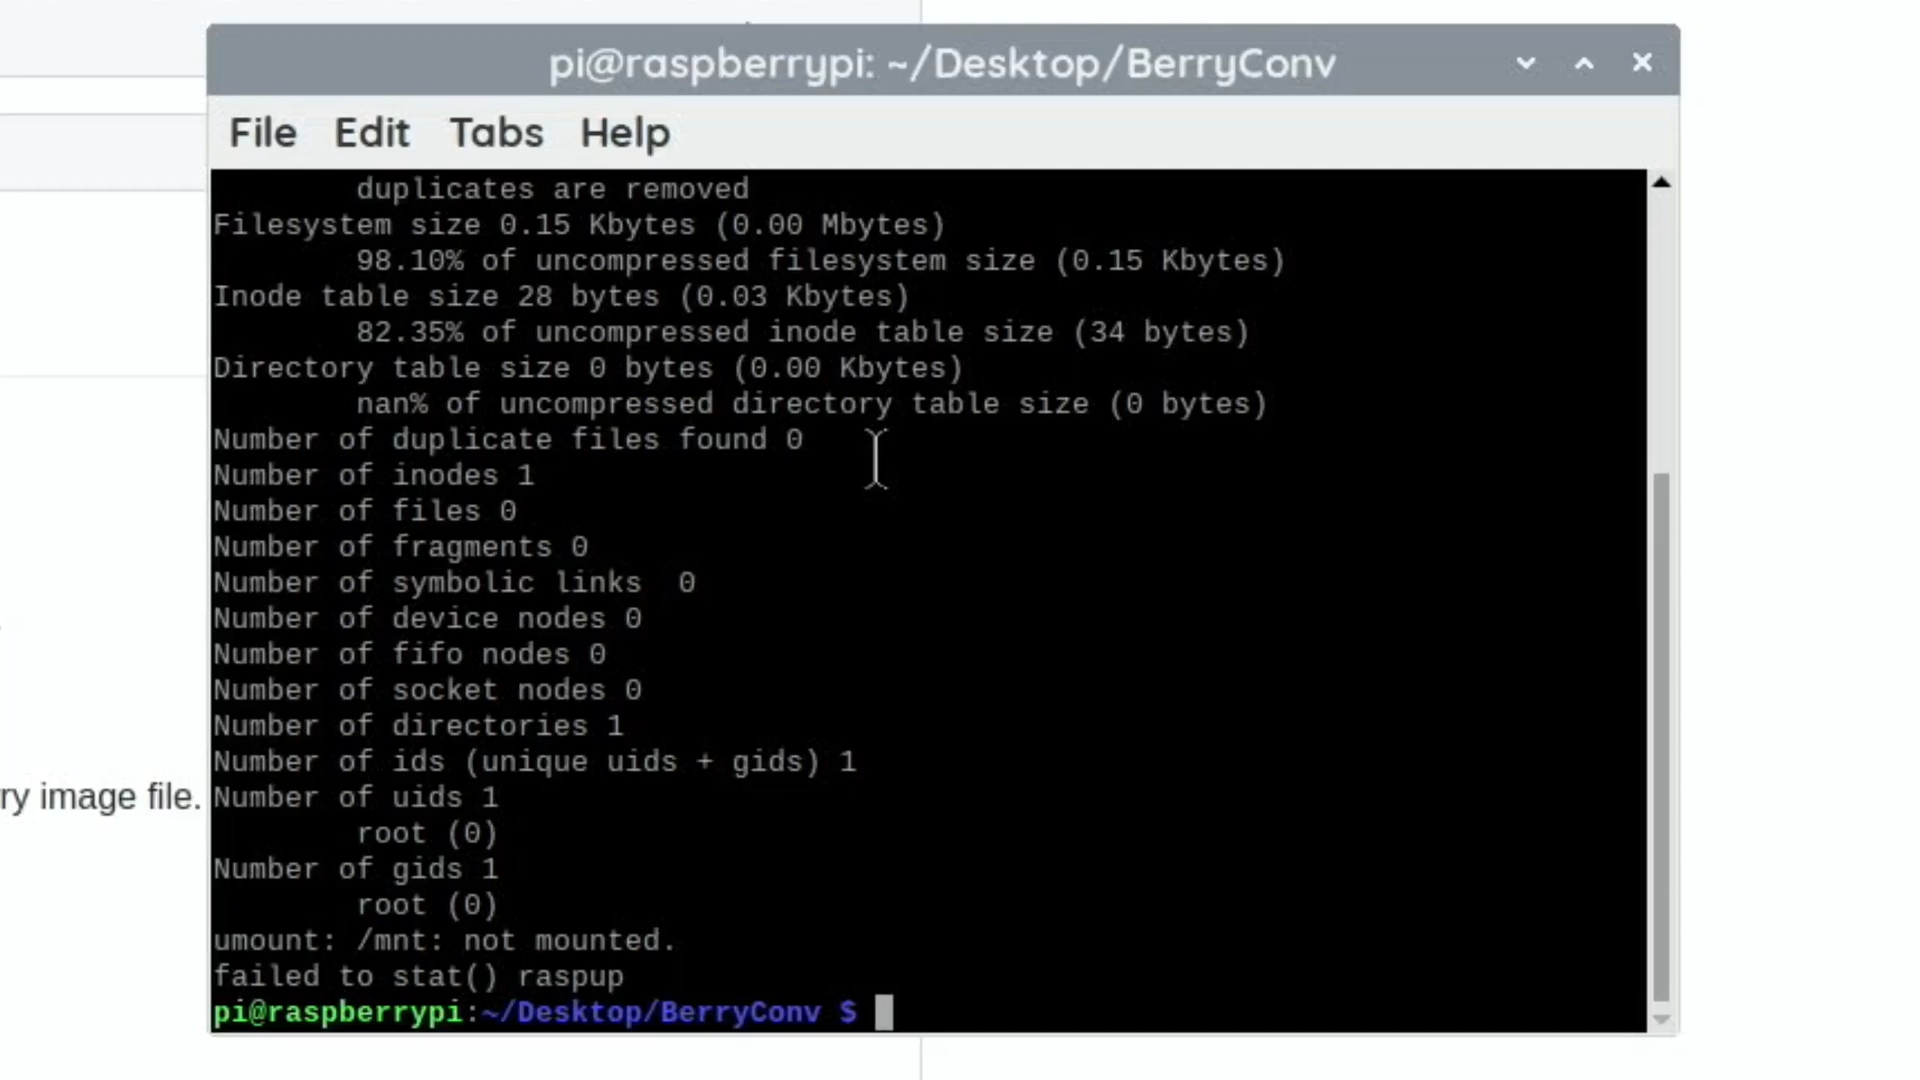 pi@raspberrypi: ~/Desktop/BerryConv
File Edit Tabs Help
duplicates are removed
Filesystem size 0.15 Kbytes (0.00 Mbytes)
98.10% of uncompressed filesystem size (0.15 Kbytes)
Inode table size 28 bytes (0.03 Kbytes)
82.35% of uncompressed inode table size (34 bytes)
Directory table size 0 bytes (0.00 Kbytes)
nan% of uncompressed directory table size (0 bytes)
Number of duplicate files found 0
Number of inodes 1
Number of files 0
Number of fragments 0
Number of symbolic links  0
Number of device nodes 0
Number of fifo nodes 0
Number of socket nodes 0
Number of directories 1
Number of ids (unique uids + gids) 1
ry image file.
Number of uids 1
root (0)
Number of gids 1
root (0)
umount: /mnt: not mounted.
failed to stat() raspup
pi@raspberrypi:~/Desktop/BerryConv $